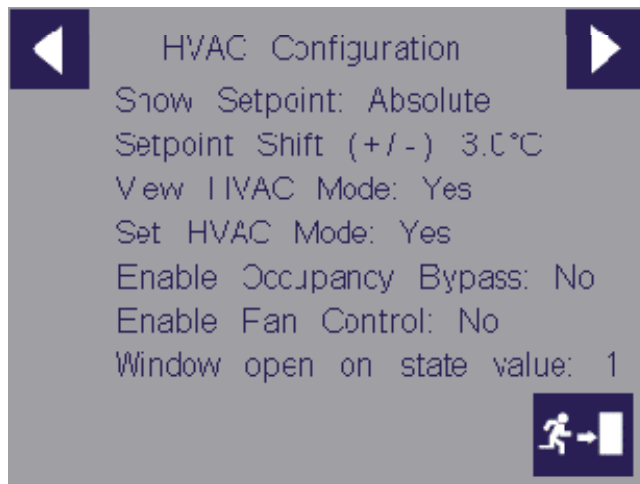 HVAC Configuration
Show Setpoint: Absolute
Setpoint Shift (+/-) 3.0°C
View HVAC Mode: Yes
Set HVAC Mode: Yes
Enable Occupancy Bypass: No
Enable Fan Control: No
Window open on state value: 1